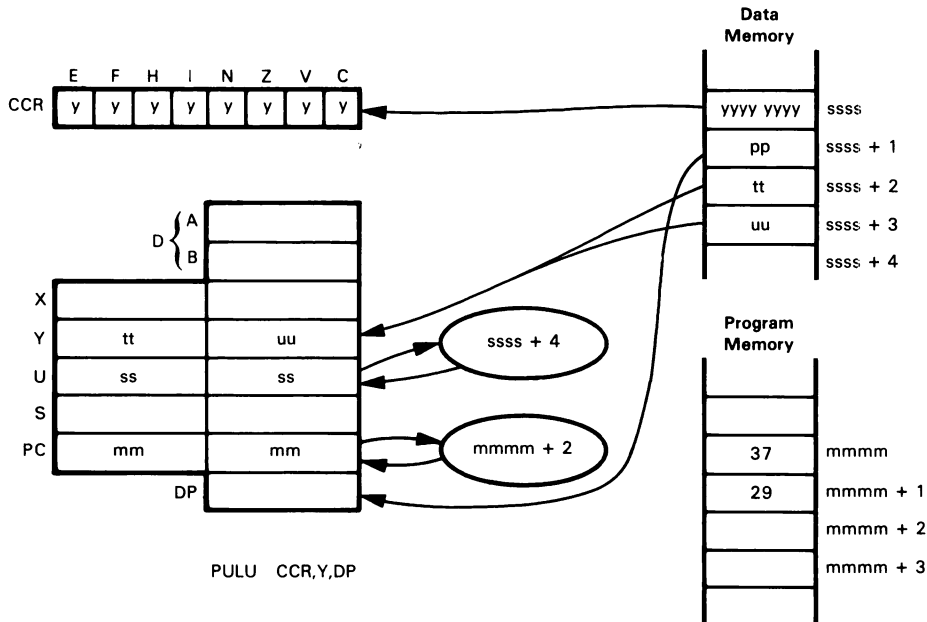 Data
Memory
E F H I N Z V C
CCR y y y y y y y y
yyyy yyyy ssss
pp ssss + 1
tt ssss + 2
uu ssss + 3
ssss + 4
D { A
B
X
Y tt uu
ssss + 4
U ss ss
S
PC mm mm
mmmm + 2
DP
Program
Memory
37 mmmm
29 mmmm + 1
mmmm + 2
mmmm + 3
PULU CCR,Y,DP